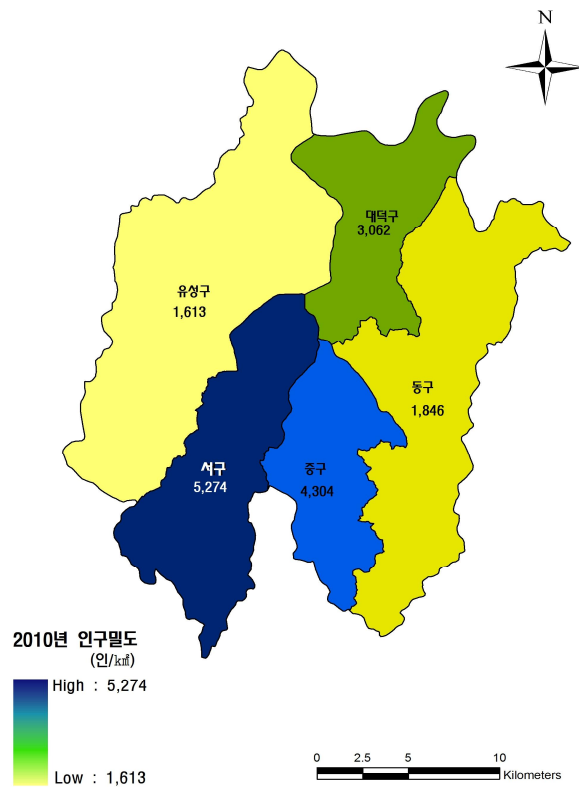 N
대덕구
3,062
유성구
1,613
동구
1,846
서구
5,274
중구
4,304
2010년 인구밀도
(인/㎢)
High : 5,274
Low : 1,613
0 2.5 5 10
Kilometers